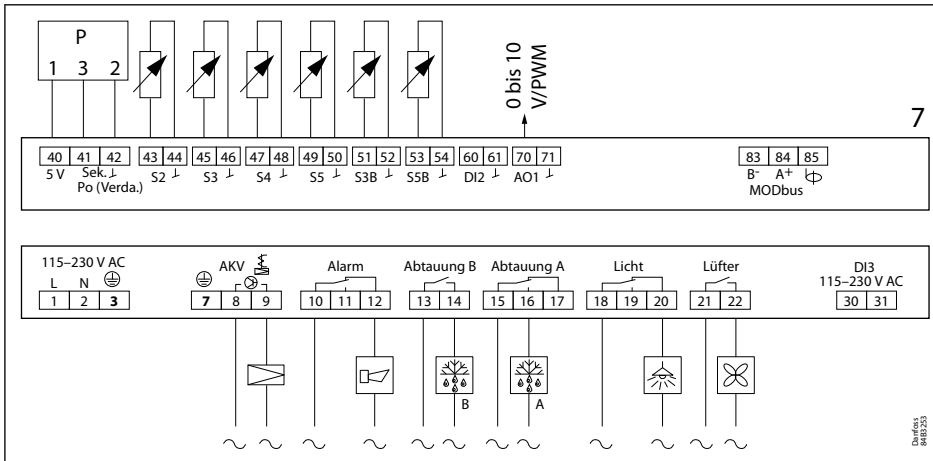 P
1 3 2
0 bis 10
V/PWM
7
40 41 42 43 44 45 46 47 48 49 50 51 52 53 54 60 61 70 71 83 84 85
5 V Sek. S2 S3 S4 S5 S3B S5B DI2 AO1 B- A+
Po (Verda.) MODbus
115–230 V AC AKV Alarm Abtauung B Abtauung A Licht Lüfter DI3
L N 115–230 V AC
1 2 3 7 8 9 10 11 12 13 14 15 16 17 18 19 20 21 22 30 31
B A
Danfoss
84B3253